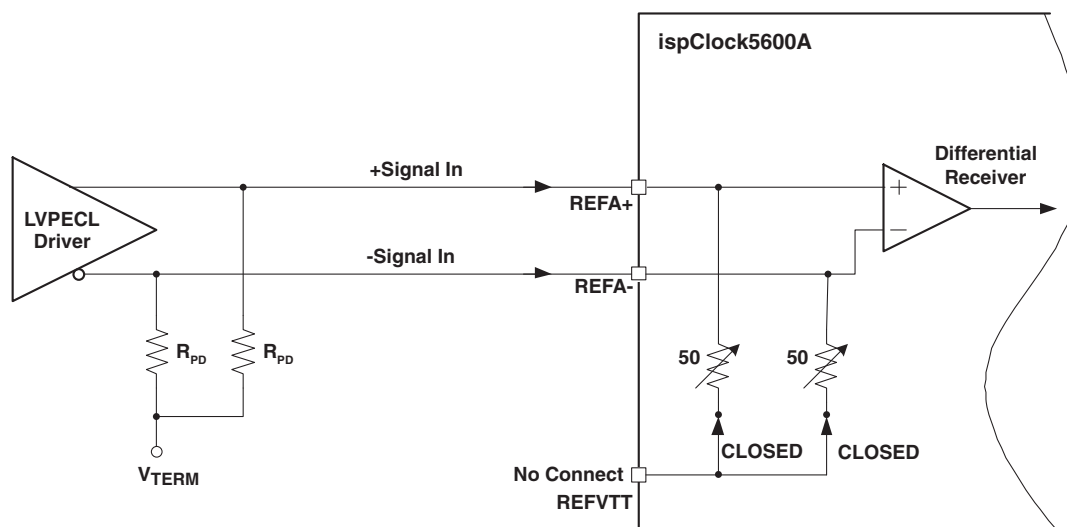 ispClock5600A
+Signal In
LVPECL
Driver
REFA+
Differential
Receiver
+
–
-Signal In
REFA-
R_PD
R_PD
50
50
V_TERM
CLOSED
CLOSED
No Connect
REFVTT